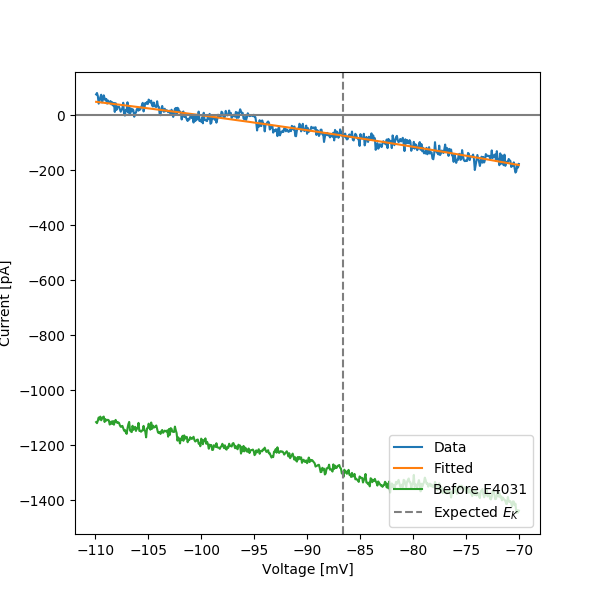 0
−200
−400
−600
−800
−1000
−1200
−1400
Current [pA]
−110 −105 −100 −95 −90 −85 −80 −75 −70
Voltage [mV]
Data
Fitted
Before E4031
Expected E_K